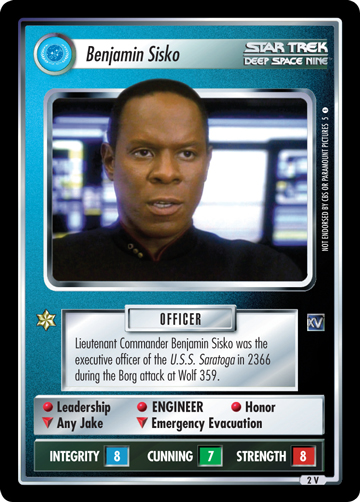 Benjamin Sisko
STAR TREK
DEEP SPACE NINE
NOT ENDORSED BY CBS OR PARAMOUNT PICTURES 5
OFFICER
Lieutenant Commander Benjamin Sisko was the
executive officer of the U.S.S. Saratoga in 2366
during the Borg attack at Wolf 359.
KV
Leadership ENGINEER Honor
Any Jake Emergency Evacuation
INTEGRITY 8 CUNNING 7 STRENGTH 8
2 V